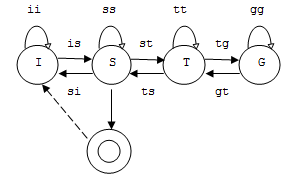 ii ss tt gg
is st tg
I S T G
si ts gt